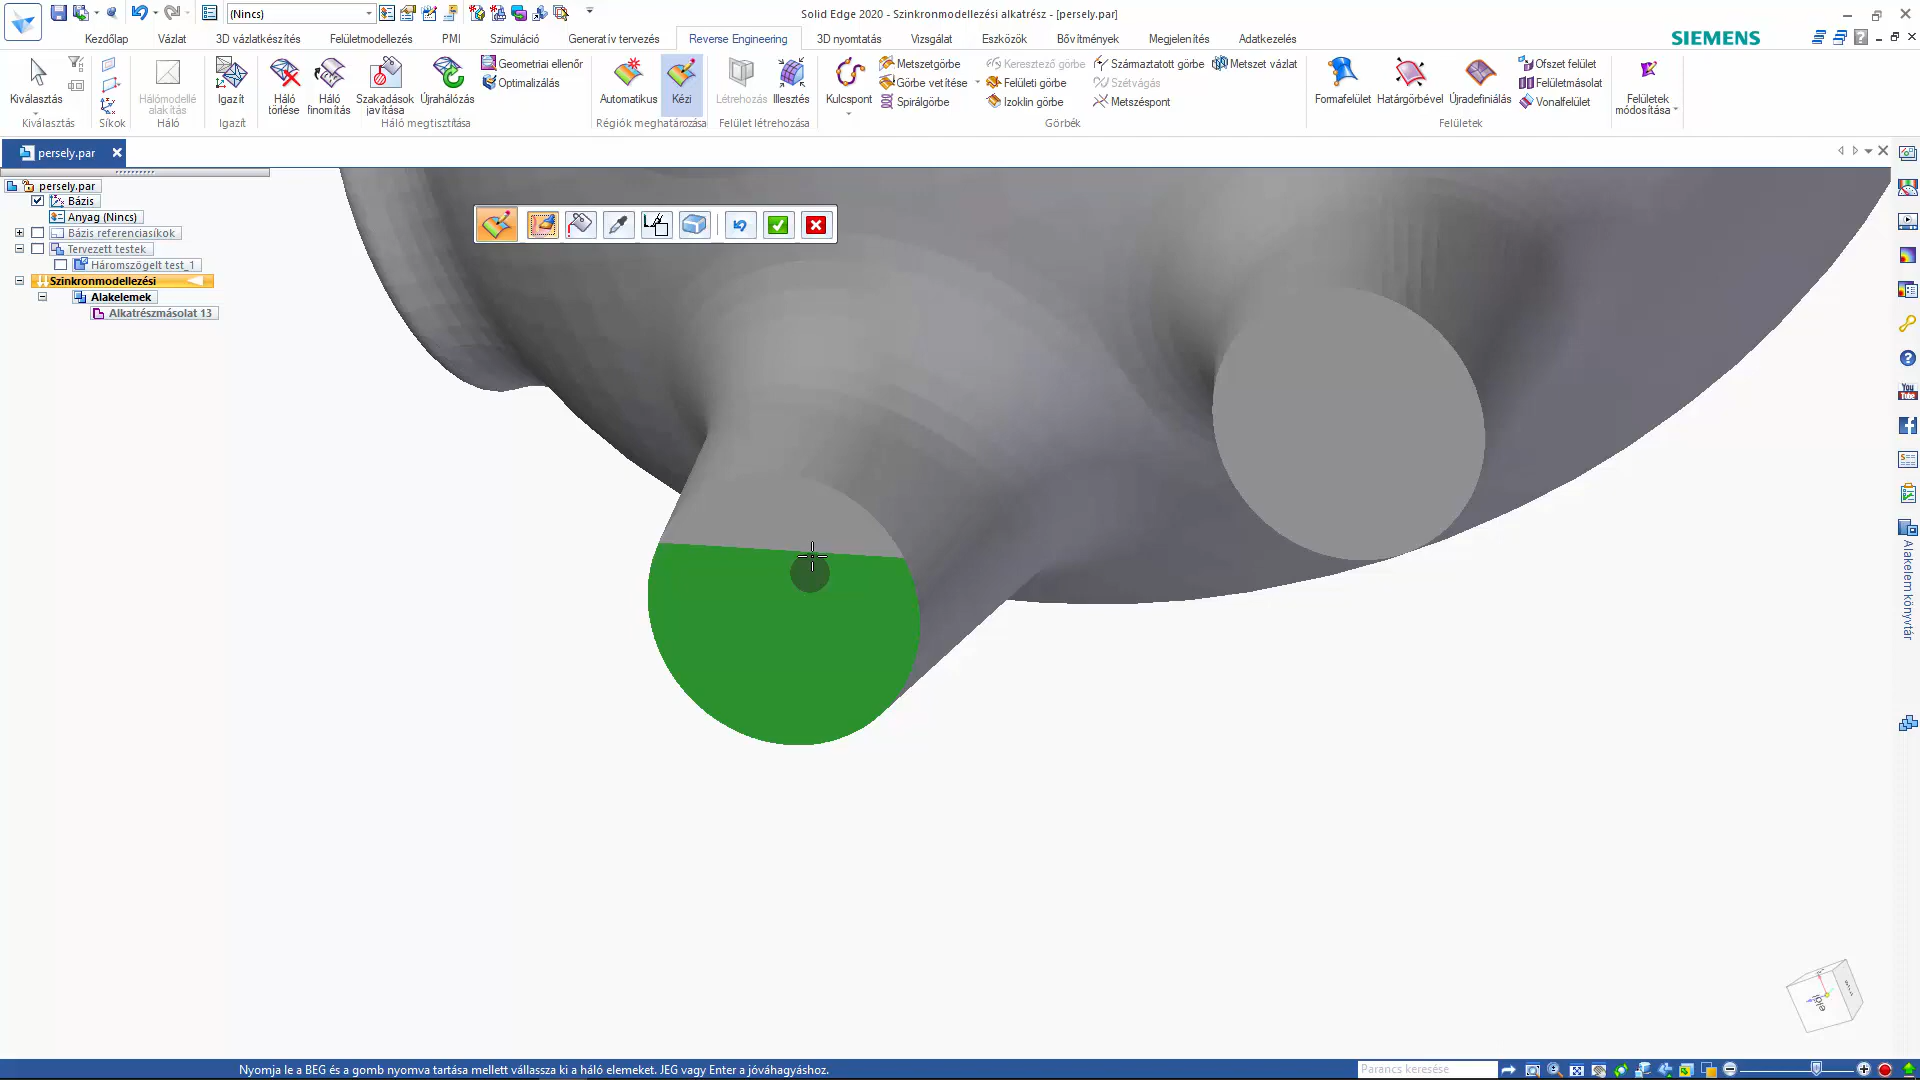 (Nincs)
Solid Edge 2020 - Szinkronmodellezési alkatrész - [persely.par]
Kezdőlap Vázlat 3D vázlatkészítés Felületmodellezés PMI Szimuláció Generatív tervezés Reverse Engineering 3D nyomtatás Vizsgálat Eszközök Bővítmények Megjelenítés Adatkezelés
SIEMENS
Kiválasztás
Kiválasztás
Síkok
Hálómodellé alakítás
Háló
Igazít
Igazít
Háló törlése
Háló finomítás
Szakadások javítása
Újrahálózás
Geometriai ellenőr
Optimalizálás
Háló megtisztítása
Automatikus
Kézi
Régiók meghatározása
Létrehozás
Illesztés
Felület létrehozása
Kulcspont
Metszetgörbe
Görbe vetítése
Spirálgörbe
Keresztező görbe
Felületi görbe
Izoklin görbe
Származtatott görbe
Szétvágás
Metszéspont
Metszet vázlat
Görbék
Formafelület
Határgörbével
Újradefiniálás
Ofszet felület
Felületmásolat
Vonalfelület
Felületek
Felületek módosítása
persely.par
persely.par
Bázis
Anyag (Nincs)
Bázis referenciasíkok
Tervezett testek
Háromszögelt test_1
Szinkronmodellezési
Alakelemek
Alkatrészmásolat 13
You
Tube
Alakelem könyvtár
elöl
Nyomja le a BEG és a gomb nyomva tartása mellett vállassza ki a háló elemeket. JEG vagy Enter a jóváhagyáshoz.
Parancs keresése